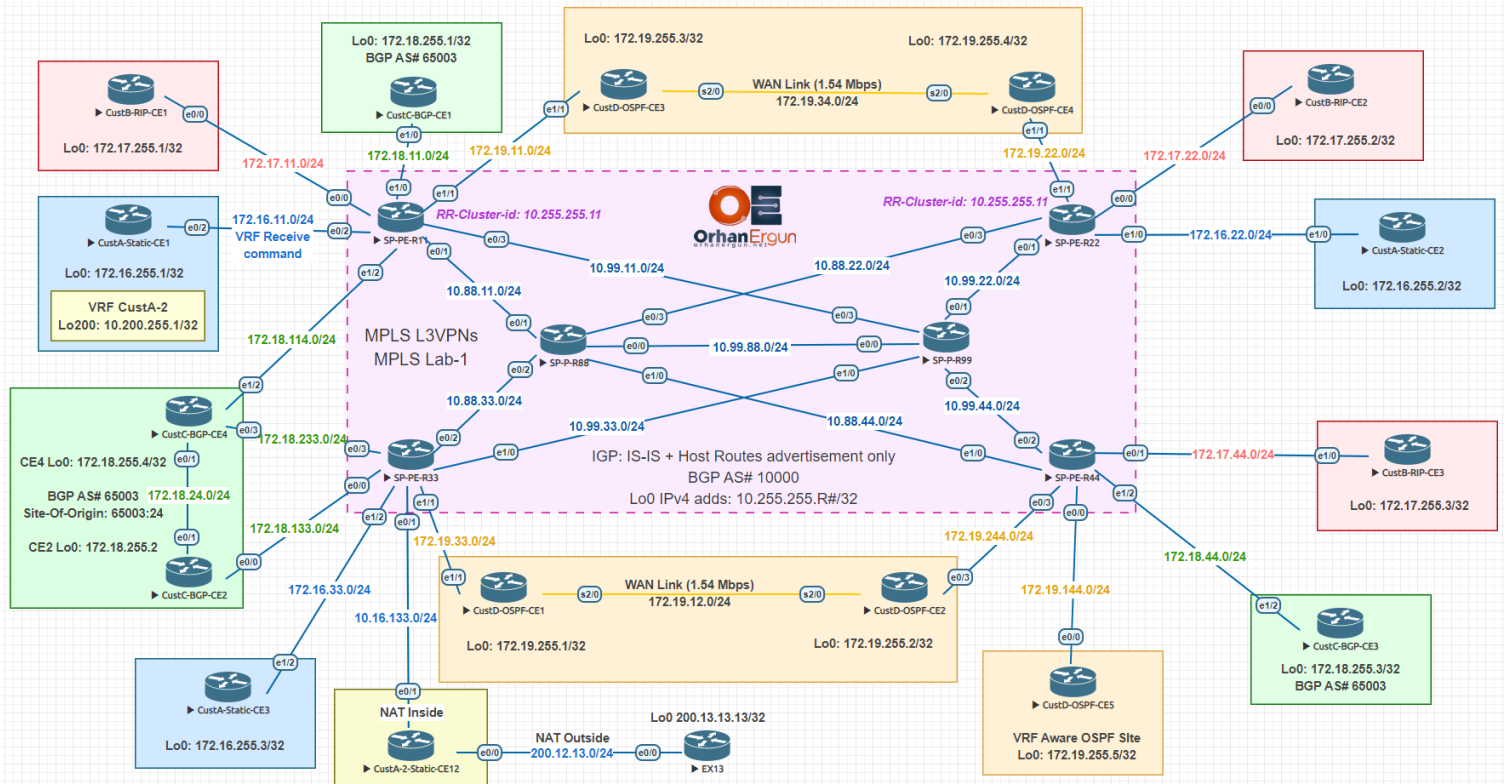 Lo0: 172.18.255.1/32
BGP AS# 65003
CustC-BGP-CE1
e1/0
172.18.11.0/24
e1/0
Lo0: 172.19.255.3/32
Lo0: 172.19.255.4/32
CustD-OSPF-CE3
s2/0
WAN Link (1.54 Mbps)
172.19.34.0/24
s2/0
CustD-OSPF-CE4
e1/1
172.19.11.0/24
e1/1
e1/1
172.19.22.0/24
e1/1
CustB-RIP-CE1
e0/0
Lo0: 172.17.255.1/32
172.17.11.0/24
e0/0
CustB-RIP-CE2
e0/0
Lo0: 172.17.255.2/32
172.17.22.0/24
e0/0
CustA-Static-CE1
e0/2
172.16.11.0/24
VRF Receive
command
e0/2
Lo0: 172.16.255.1/32
VRF CustA-2
Lo200: 10.200.255.1/32
RR-Cluster-id: 10.255.255.11
OrhanErgun
orhanergun.net
RR-Cluster-id: 10.255.255.11
SP-PE-R11
e0/3
e0/1
e1/2
SP-PE-R22
e0/3
e0/1
e1/0
172.16.22.0/24
e1/0
CustA-Static-CE2
Lo0: 172.16.255.2/32
10.99.11.0/24
10.88.22.0/24
10.88.11.0/24
10.99.22.0/24
MPLS L3VPNs
MPLS Lab-1
e0/1
e0/3
SP-P-R88
e0/0
10.99.88.0/24
e0/0
e0/3
e0/1
SP-P-R99
e0/2
e1/0
e1/0
e0/2
172.18.114.0/24
e1/2
10.88.33.0/24
10.99.33.0/24
10.88.44.0/24
10.99.44.0/24
CustC-BGP-CE4
e0/3
172.18.233.0/24
e0/3
CE4 Lo0: 172.18.255.4/32
e0/1
BGP AS# 65003
172.18.24.0/24
Site-Of-Origin: 65003:24
CE2 Lo0: 172.18.255.2
e0/1
CustC-BGP-CE2
e0/0
172.18.133.0/24
e0/0
SP-PE-R33
e0/2
e1/0
e1/1
e1/2
e0/1
IGP: IS-IS + Host Routes advertisement only
BGP AS# 10000
Lo0 IPv4 adds: 10.255.255.R#/32
SP-PE-R44
e1/0
e0/2
e0/1
e0/3
e0/0
e1/2
172.17.44.0/24
e1/0
CustB-RIP-CE3
Lo0: 172.17.255.3/32
172.16.33.0/24
e1/2
CustA-Static-CE3
Lo0: 172.16.255.3/32
10.16.133.0/24
e0/1
NAT Inside
CustA-2-Static-CE12
e0/0
NAT Outside
200.12.13.0/24
e0/0
Lo0 200.13.13.13/32
EX13
172.19.33.0/24
e1/1
CustD-OSPF-CE1
s2/0
WAN Link (1.54 Mbps)
172.19.12.0/24
s2/0
CustD-OSPF-CE2
Lo0: 172.19.255.1/32
Lo0: 172.19.255.2/32
172.19.244.0/24
e0/3
172.19.144.0/24
e0/0
CustD-OSPF-CE5
VRF Aware OSPF SIte
Lo0: 172.19.255.5/32
172.18.44.0/24
e1/2
CustC-BGP-CE3
Lo0: 172.18.255.3/32
BGP AS# 65003